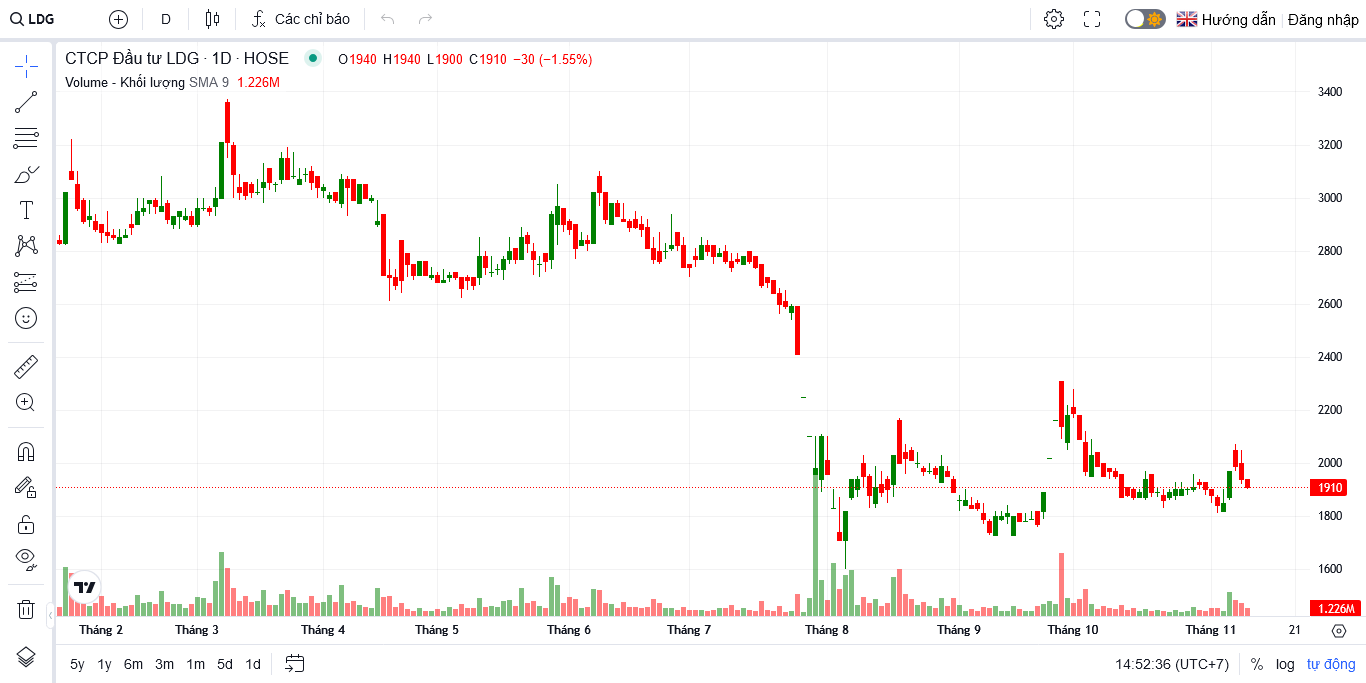 LDG D Các chỉ báo Hướng dẫn Đăng nhập
CTCP Đầu tư LDG · 1D · HOSE O1940 H1940 L1900 C1910 −30 (−1.55%)
Volume - Khối lượng SMA 9 1.226M
3400
3200
3000
2800
2600
2400
2200
2000
1910
1800
1600
1.226M
Tháng 2 Tháng 3 Tháng 4 Tháng 5 Tháng 6 Tháng 7 Tháng 8 Tháng 9 Tháng 10 Tháng 11 21
5y 1y 6m 3m 1m 5d 1d 14:52:36 (UTC+7) % log tự động